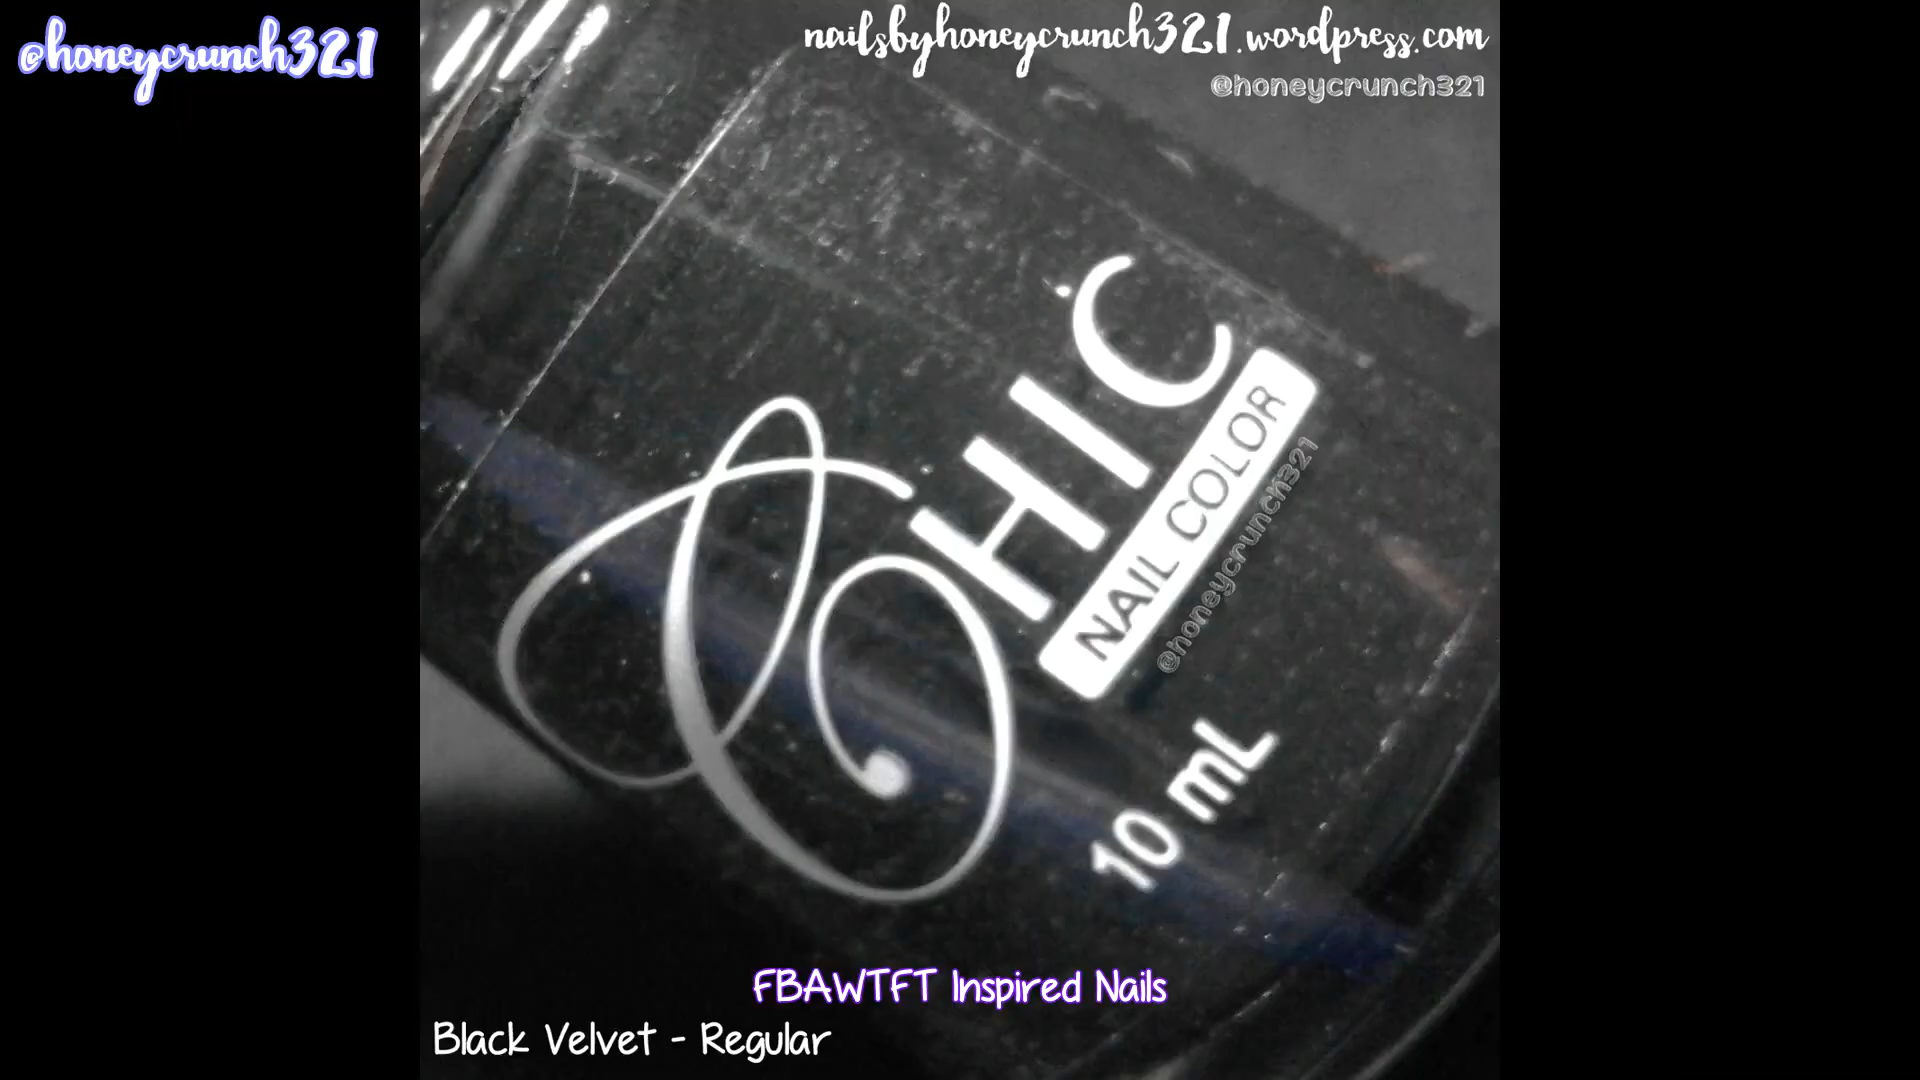 @honeycrunch321
nailsbyhoneycrunch321.wordpress.com
@honeycrunch321
CHIC
NAIL COLOR
@honeycrunch321
10 mL
FBAWTFT Inspired Nails
Black Velvet - Regular